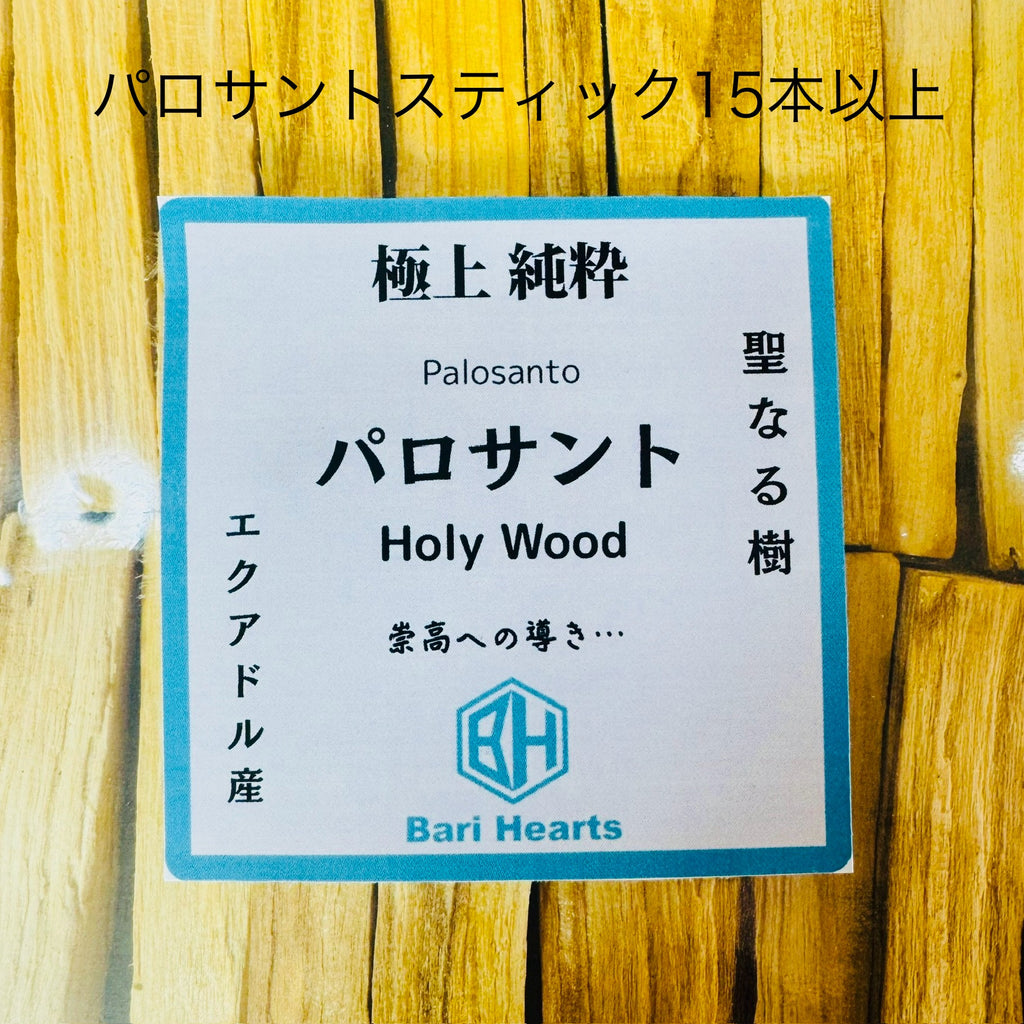 パロサントスティック15本以上
極上 純粋
Palosanto
聖なる樹
パロサント
Holy Wood
エクアドル産
崇高への導き…
BH
Bari Hearts